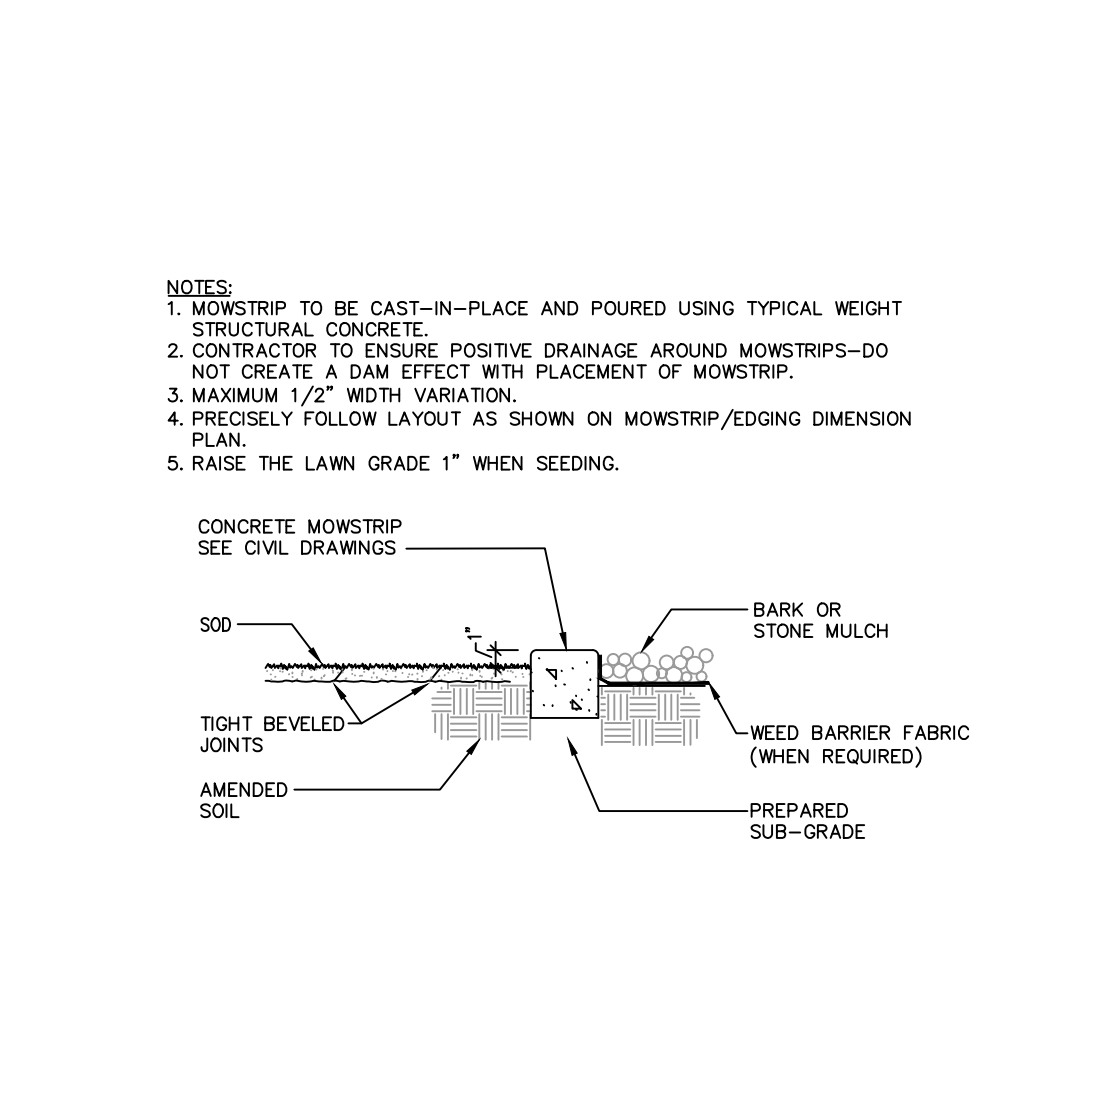 NOTES:
1. MOWSTRIP TO BE CAST-IN-PLACE AND POURED USING TYPICAL WEIGHT
STRUCTURAL CONCRETE.
2. CONTRACTOR TO ENSURE POSITIVE DRAINAGE AROUND MOWSTRIPS-DO
NOT CREATE A DAM EFFECT WITH PLACEMENT OF MOWSTRIP.
3. MAXIMUM 1/2" WIDTH VARIATION.
4. PRECISELY FOLLOW LAYOUT AS SHOWN ON MOWSTRIP/EDGING DIMENSION
PLAN.
5. RAISE THE LAWN GRADE 1" WHEN SEEDING.
CONCRETE MOWSTRIP
SEE CIVIL DRAWINGS
SOD
1"
BARK OR
STONE MULCH
TIGHT BEVELED
JOINTS
WEED BARRIER FABRIC
(WHEN REQUIRED)
AMENDED
SOIL
PREPARED
SUB-GRADE